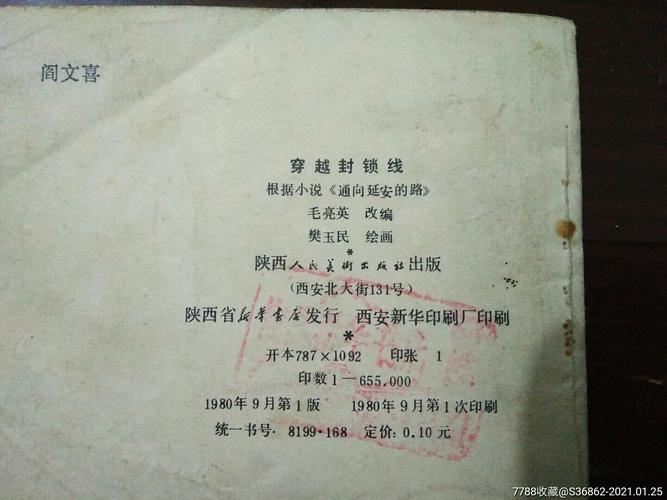 阎文喜
穿越封锁线
根据小说《通向延安的路》
毛亮英 改编
樊玉民 绘画
*
陕西人民美術出版社出版
(西安北大街131号)
陕西省新华书店发行 西安新华印刷厂印刷
*
开本787×1092 印张 1
印数1—655,000
1980年9月第1版 1980年9月第1次印刷
统一书号·8199·168 定价:0.10元
7788收藏@S36862-2021.01.25